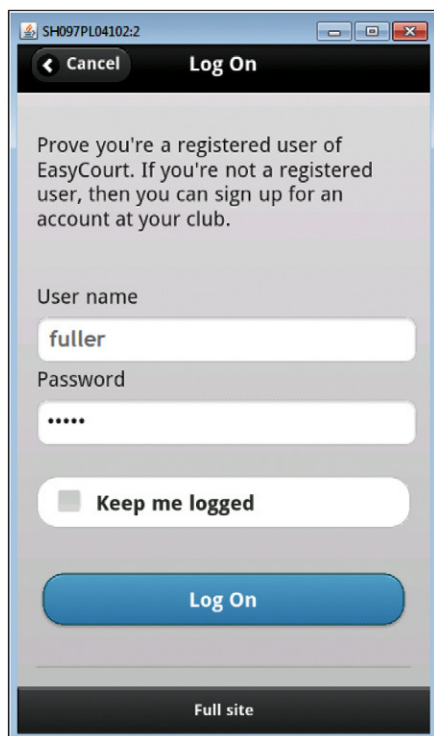 SH097PL04102:2
Cancel
Log On
Prove you're a registered user of
EasyCourt. If you're not a registered
user, then you can sign up for an
account at your club.
User name
fuller
Password
•••••
Keep me logged
Log On
Full site